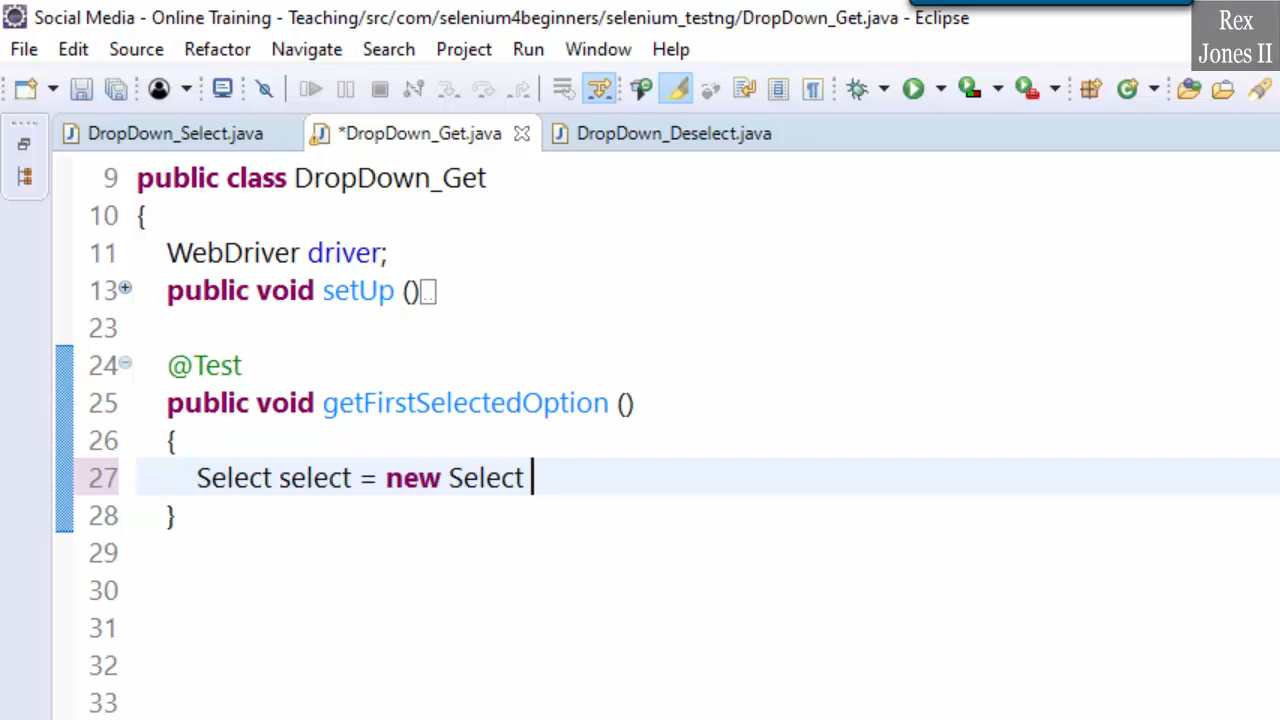 Social Media - Online Training - Teaching/src/com/selenium4beginners/selenium_testng/DropDown_Get.java - Eclipse
Rex
Jones II
File Edit Source Refactor Navigate Search Project Run Window Help
DropDown_Select.java *DropDown_Get.java DropDown_Deselect.java
9 public class DropDown_Get
10 {
11 WebDriver driver;
13 public void setUp ()
23
24 @Test
25 public void getFirstSelectedOption ()
26 {
27 Select select = new Select
28 }
29
30
31
32
33